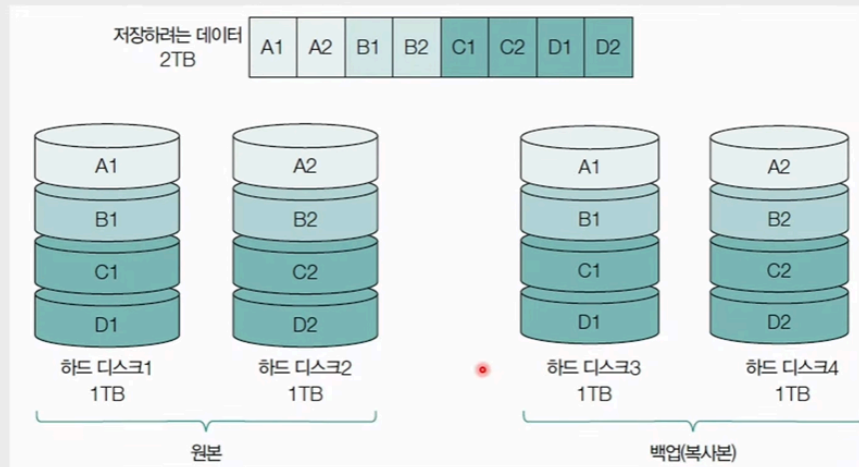 저장하려는 데이터
2TB
A1 A2 B1 B2 C1 C2 D1 D2
A1 A2 A1 A2
B1 B2 B1 B2
C1 C2 C1 C2
D1 D2 D1 D2
하드 디스크1 하드 디스크2 하드 디스크3 하드 디스크4
1TB 1TB 1TB 1TB
원본 백업(복사본)